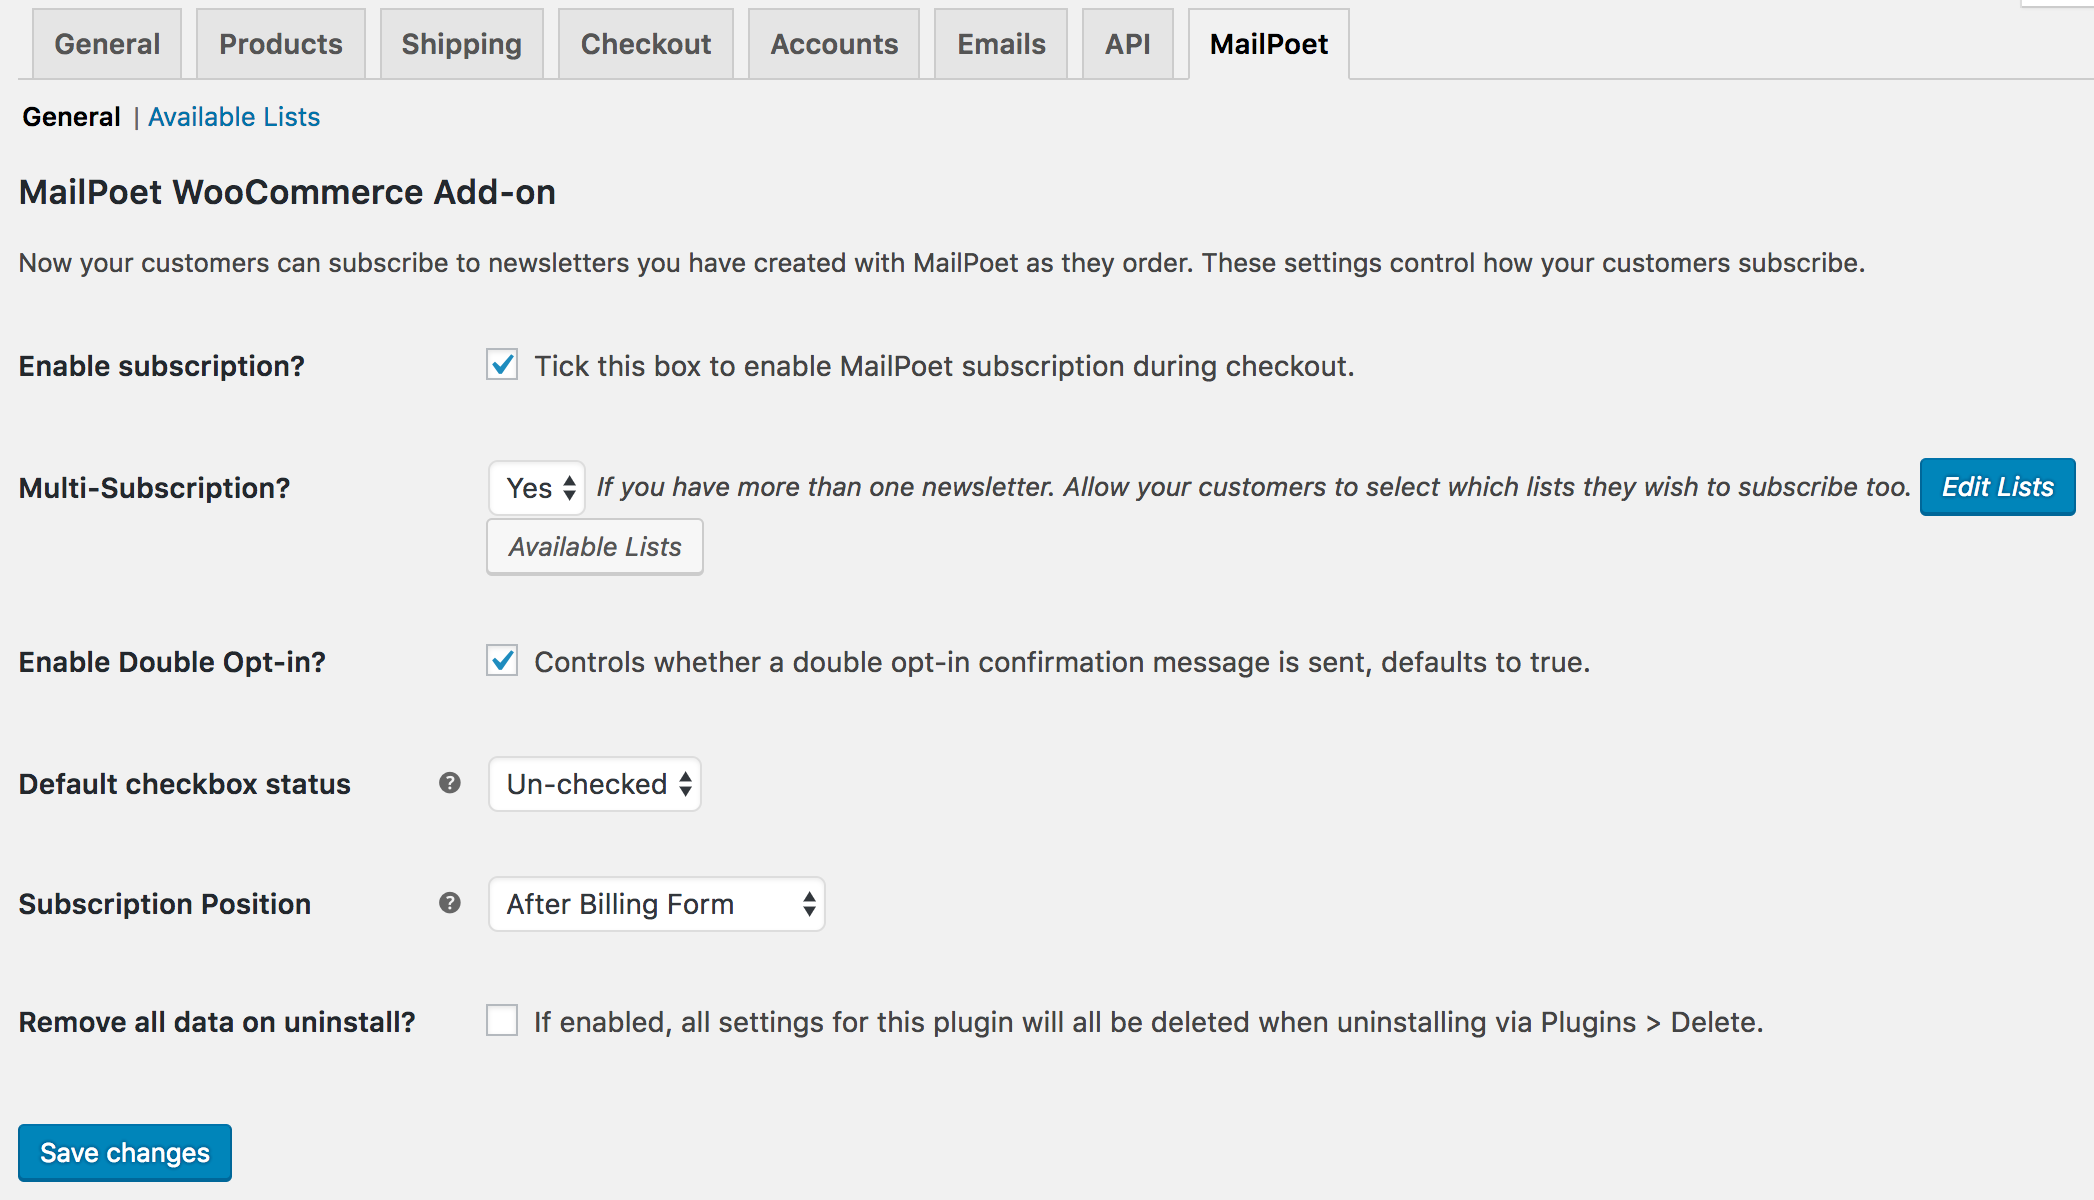 General Products Shipping Checkout Accounts Emails API MailPoet
General | Available Lists
MailPoet WooCommerce Add-on
Now your customers can subscribe to newsletters you have created with MailPoet as they order. These settings control how your customers subscribe.
Enable subscription? Tick this box to enable MailPoet subscription during checkout.
Multi-Subscription? Yes If you have more than one newsletter. Allow your customers to select which lists they wish to subscribe too. Edit Lists
Available Lists
Enable Double Opt-in? Controls whether a double opt-in confirmation message is sent, defaults to true.
Default checkbox status ? Un-checked
Subscription Position ? After Billing Form
Remove all data on uninstall? If enabled, all settings for this plugin will all be deleted when uninstalling via Plugins > Delete.
Save changes